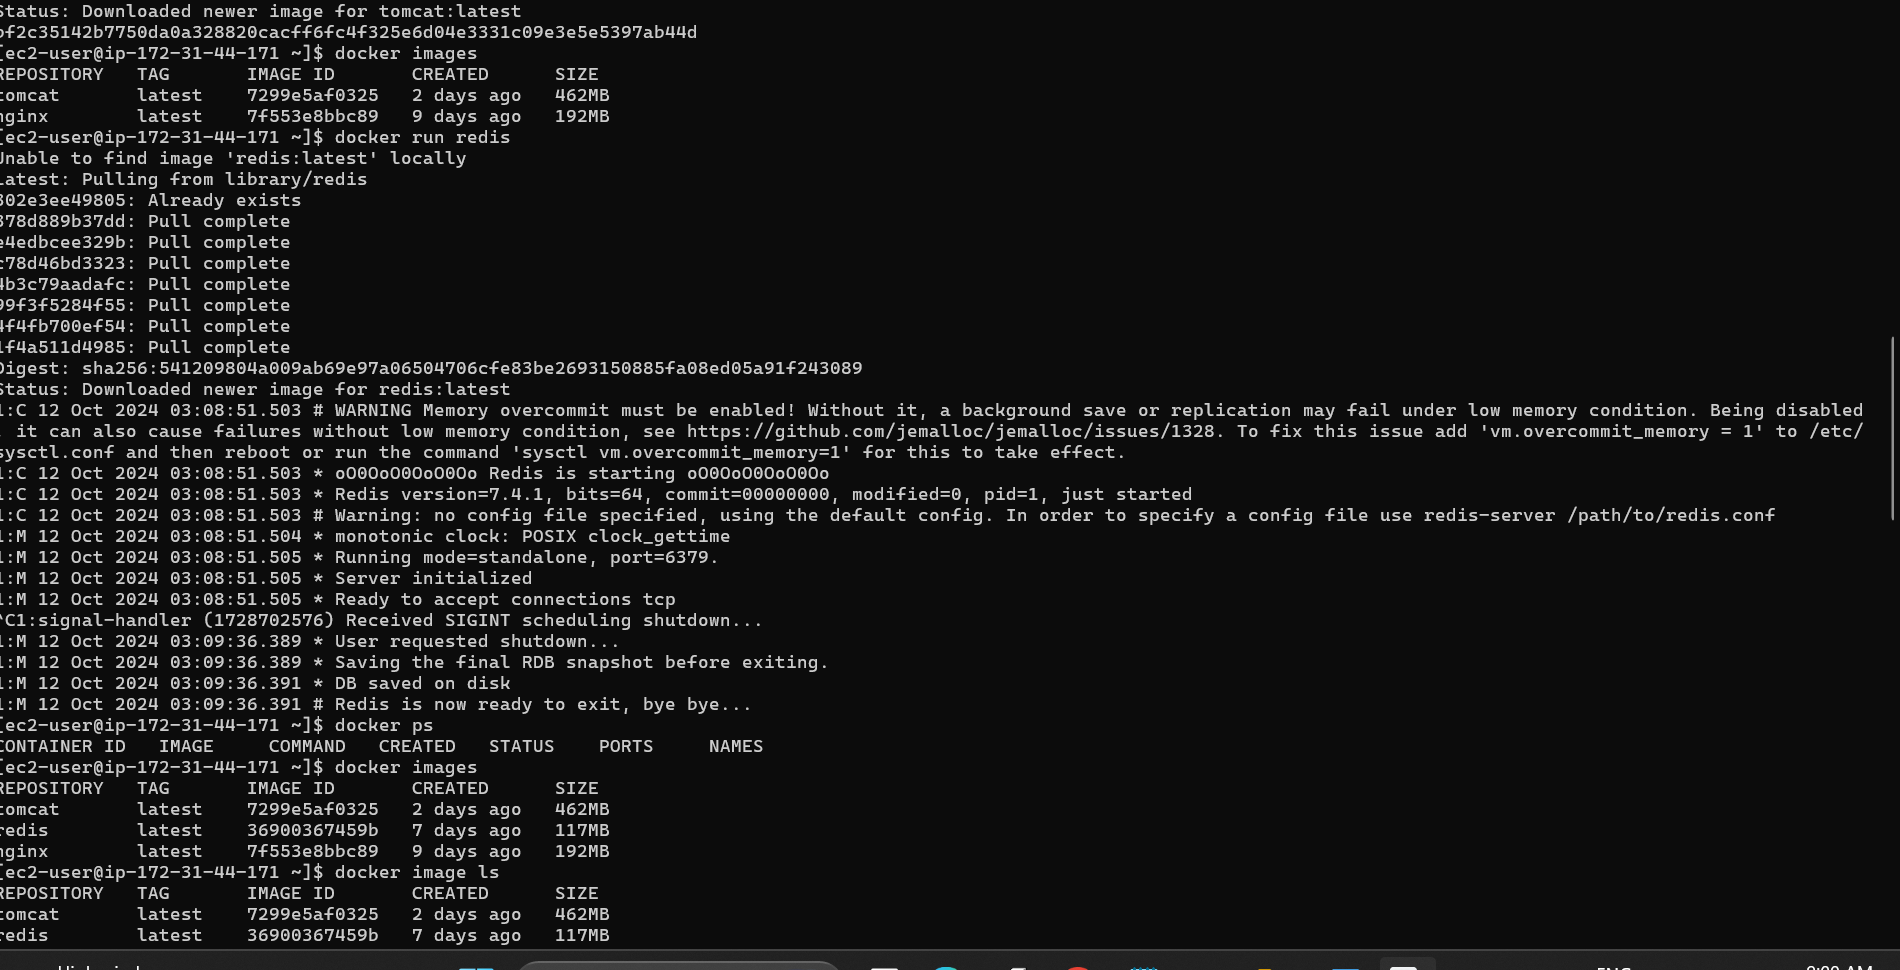 Status: Downloaded newer image for tomcat:latest
bf2c35142b7750da0a328820cacff6fc4f325e6d04e3331c09e3e5e5397ab44d
[ec2-user@ip-172-31-44-171 ~]$ docker images
REPOSITORY   TAG       IMAGE ID       CREATED      SIZE
tomcat       latest    7299e5af0325   2 days ago   462MB
nginx        latest    7f553e8bbc89   9 days ago   192MB
[ec2-user@ip-172-31-44-171 ~]$ docker run redis
Unable to find image 'redis:latest' locally
latest: Pulling from library/redis
302e3ee49805: Already exists
378d889b37dd: Pull complete
e4edbcee329b: Pull complete
c78d46bd3323: Pull complete
4b3c79aadafc: Pull complete
99f3f5284f55: Pull complete
4f4fb700ef54: Pull complete
1f4a511d4985: Pull complete
Digest: sha256:541209804a009ab69e97a06504706cfe83be2693150885fa08ed05a91f243089
Status: Downloaded newer image for redis:latest
1:C 12 Oct 2024 03:08:51.503 # WARNING Memory overcommit must be enabled! Without it, a background save or replication may fail under low memory condition. Being disabled
, it can also cause failures without low memory condition, see https://github.com/jemalloc/jemalloc/issues/1328. To fix this issue add 'vm.overcommit_memory = 1' to /etc/
sysctl.conf and then reboot or run the command 'sysctl vm.overcommit_memory=1' for this to take effect.
1:C 12 Oct 2024 03:08:51.503 * oO0OoO0OoO0Oo Redis is starting oO0OoO0OoO0Oo
1:C 12 Oct 2024 03:08:51.503 * Redis version=7.4.1, bits=64, commit=00000000, modified=0, pid=1, just started
1:C 12 Oct 2024 03:08:51.503 # Warning: no config file specified, using the default config. In order to specify a config file use redis-server /path/to/redis.conf
1:M 12 Oct 2024 03:08:51.504 * monotonic clock: POSIX clock_gettime
1:M 12 Oct 2024 03:08:51.505 * Running mode=standalone, port=6379.
1:M 12 Oct 2024 03:08:51.505 * Server initialized
1:M 12 Oct 2024 03:08:51.505 * Ready to accept connections tcp
^C1:signal-handler (1728702576) Received SIGINT scheduling shutdown...
1:M 12 Oct 2024 03:09:36.389 * User requested shutdown...
1:M 12 Oct 2024 03:09:36.389 * Saving the final RDB snapshot before exiting.
1:M 12 Oct 2024 03:09:36.391 * DB saved on disk
1:M 12 Oct 2024 03:09:36.391 # Redis is now ready to exit, bye bye...
[ec2-user@ip-172-31-44-171 ~]$ docker ps
CONTAINER ID   IMAGE     COMMAND   CREATED   STATUS    PORTS     NAMES
[ec2-user@ip-172-31-44-171 ~]$ docker images
REPOSITORY   TAG       IMAGE ID       CREATED      SIZE
tomcat       latest    7299e5af0325   2 days ago   462MB
redis        latest    36900367459b   7 days ago   117MB
nginx        latest    7f553e8bbc89   9 days ago   192MB
[ec2-user@ip-172-31-44-171 ~]$ docker image ls
REPOSITORY   TAG       IMAGE ID       CREATED      SIZE
tomcat       latest    7299e5af0325   2 days ago   462MB
redis        latest    36900367459b   7 days ago   117MB